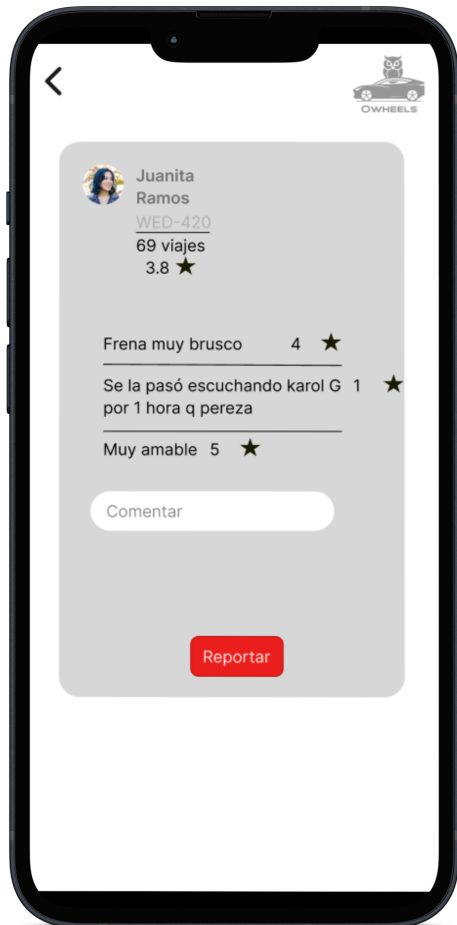 OWHEELS
Juanita
Ramos
WED-420
69 viajes
3.8 ★
Frena muy brusco 4 ★
Se la pasó escuchando karol G 1 ★
por 1 hora q pereza
Muy amable 5 ★
Comentar
Reportar